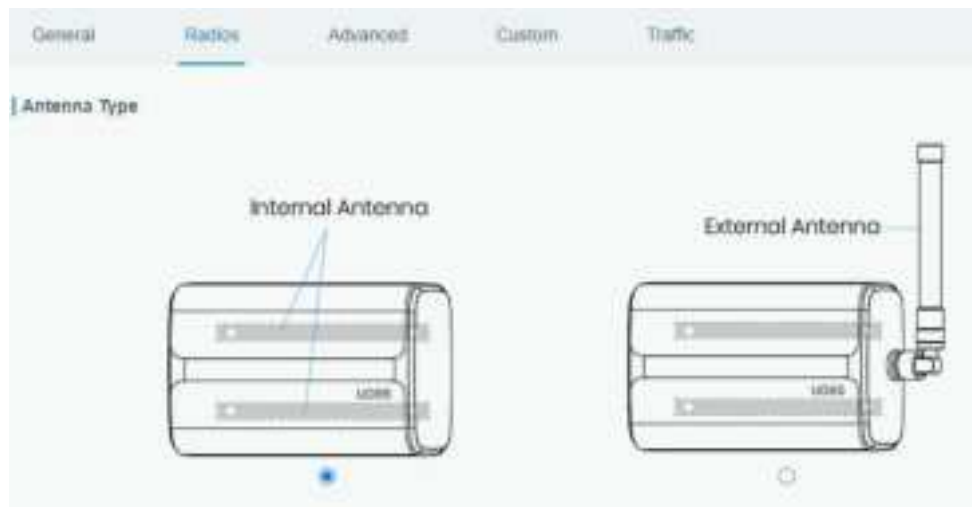 General Radios Advanced Custom Traffic
Antenna Type
Internal Antenna
External Antenna